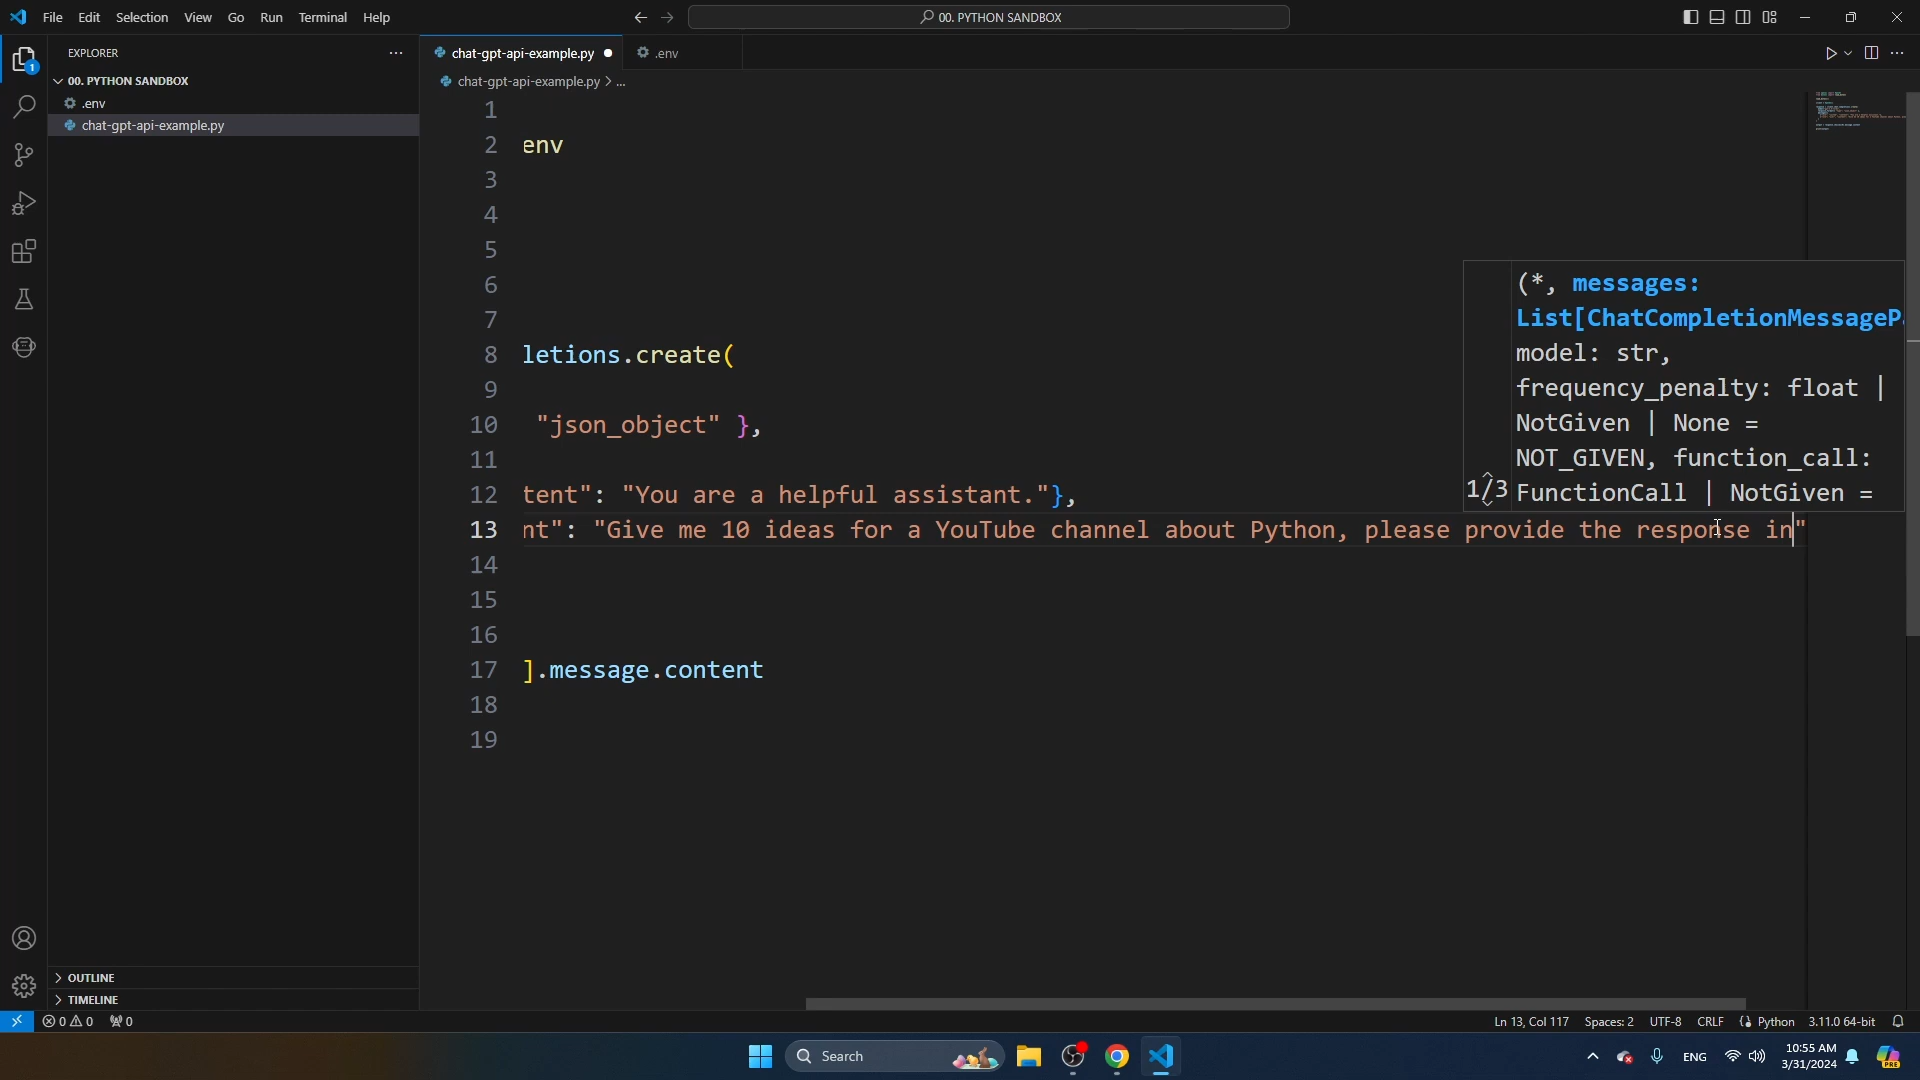 File Edit Selection View Go Run Terminal Help
00. PYTHON SANDBOX
EXPLORER
chat-gpt-api-example.py
.env
00. PYTHON SANDBOX
.env
chat-gpt-api-example.py
chat-gpt-api-example.py > ...
1
1
2 env
3
4
5
6
7
8 letions.create(
9
10 "json_object" },
11
12 tent": "You are a helpful assistant."},
13 nt": "Give me 10 ideas for a YouTube channel about Python, please provide the response in"
14
15
16
17 ].message.content
18
19
(*, messages:
List[ChatCompletionMessageP
model: str,
frequency_penalty: float |
NotGiven | None =
NOT_GIVEN, function_call:
1/3 FunctionCall | NotGiven =
OUTLINE
TIMELINE
0 0 0
Ln 13, Col 117 Spaces: 2 UTF-8 CRLF Python 3.11.0 64-bit
Search
ENG
10:55 AM
3/31/2024
PRE